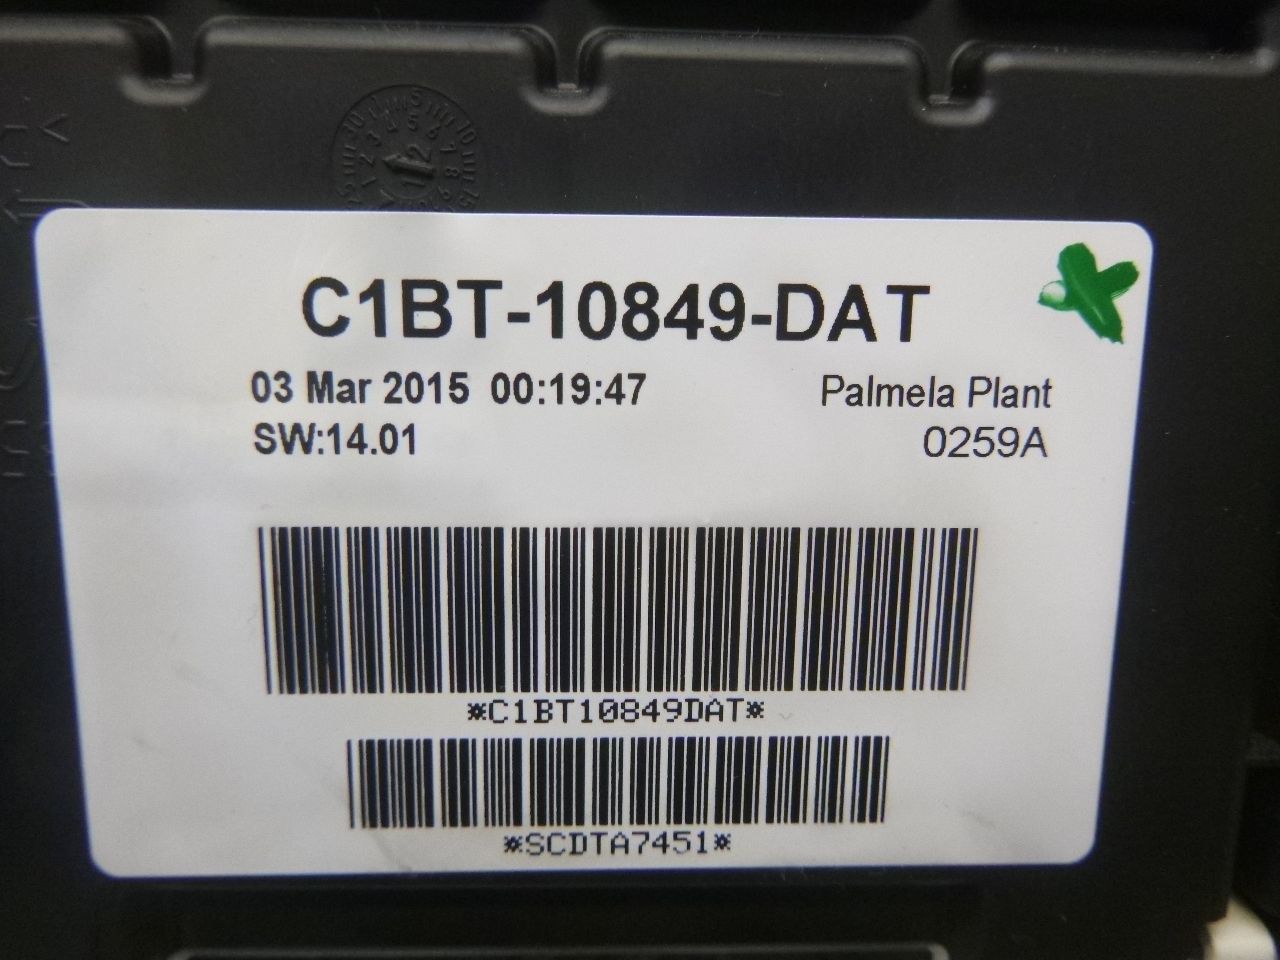 C1BT-10849-DAT
03 Mar 2015 00:19:47 Palmela Plant
SW:14.01 0259A
*C1BT10849DAT*
*SCDTA7451*